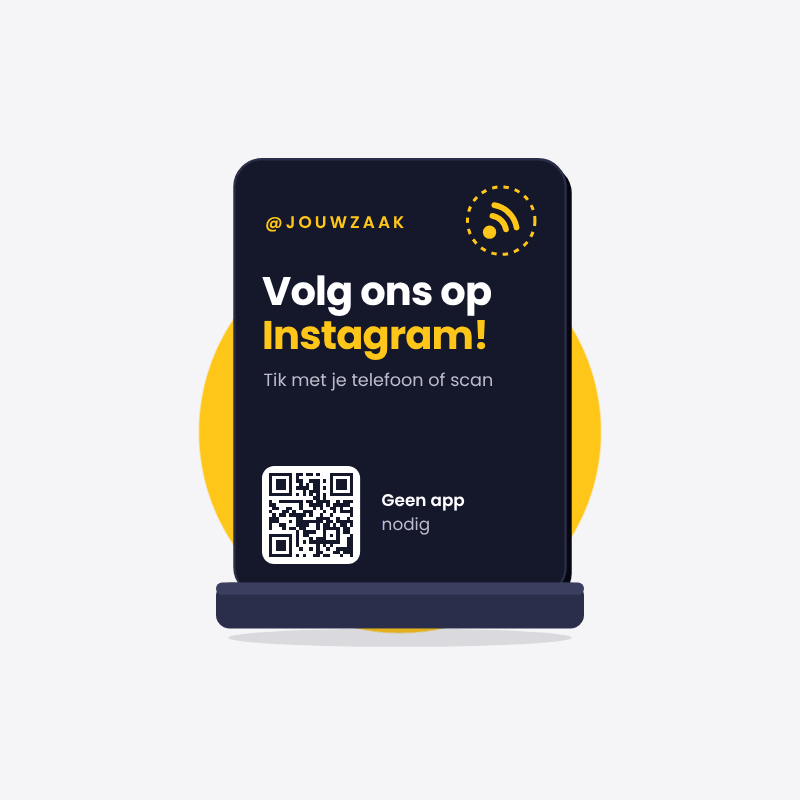 @JOUWZAAK
Volg ons op
Instagram!
Tik met je telefoon of scan
Geen app
nodig